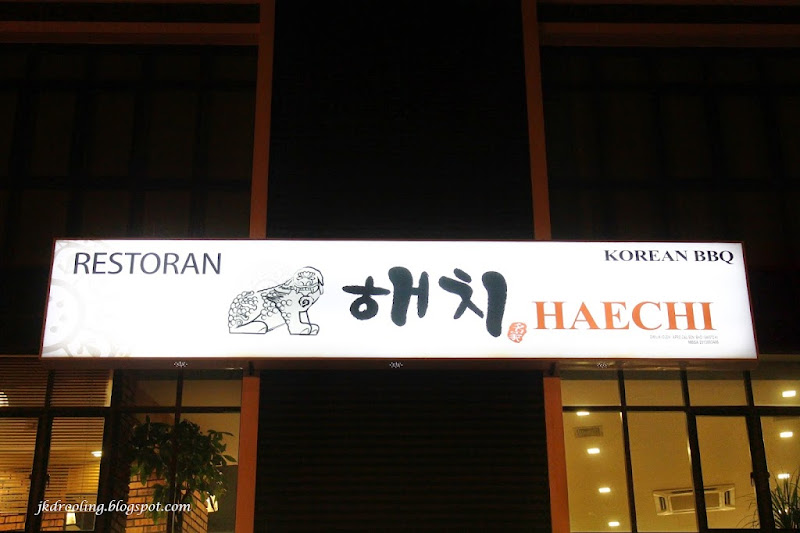 RESTORAN
해치
HAECHI
KOREAN BBQ
jkdrooling.blogspot.com